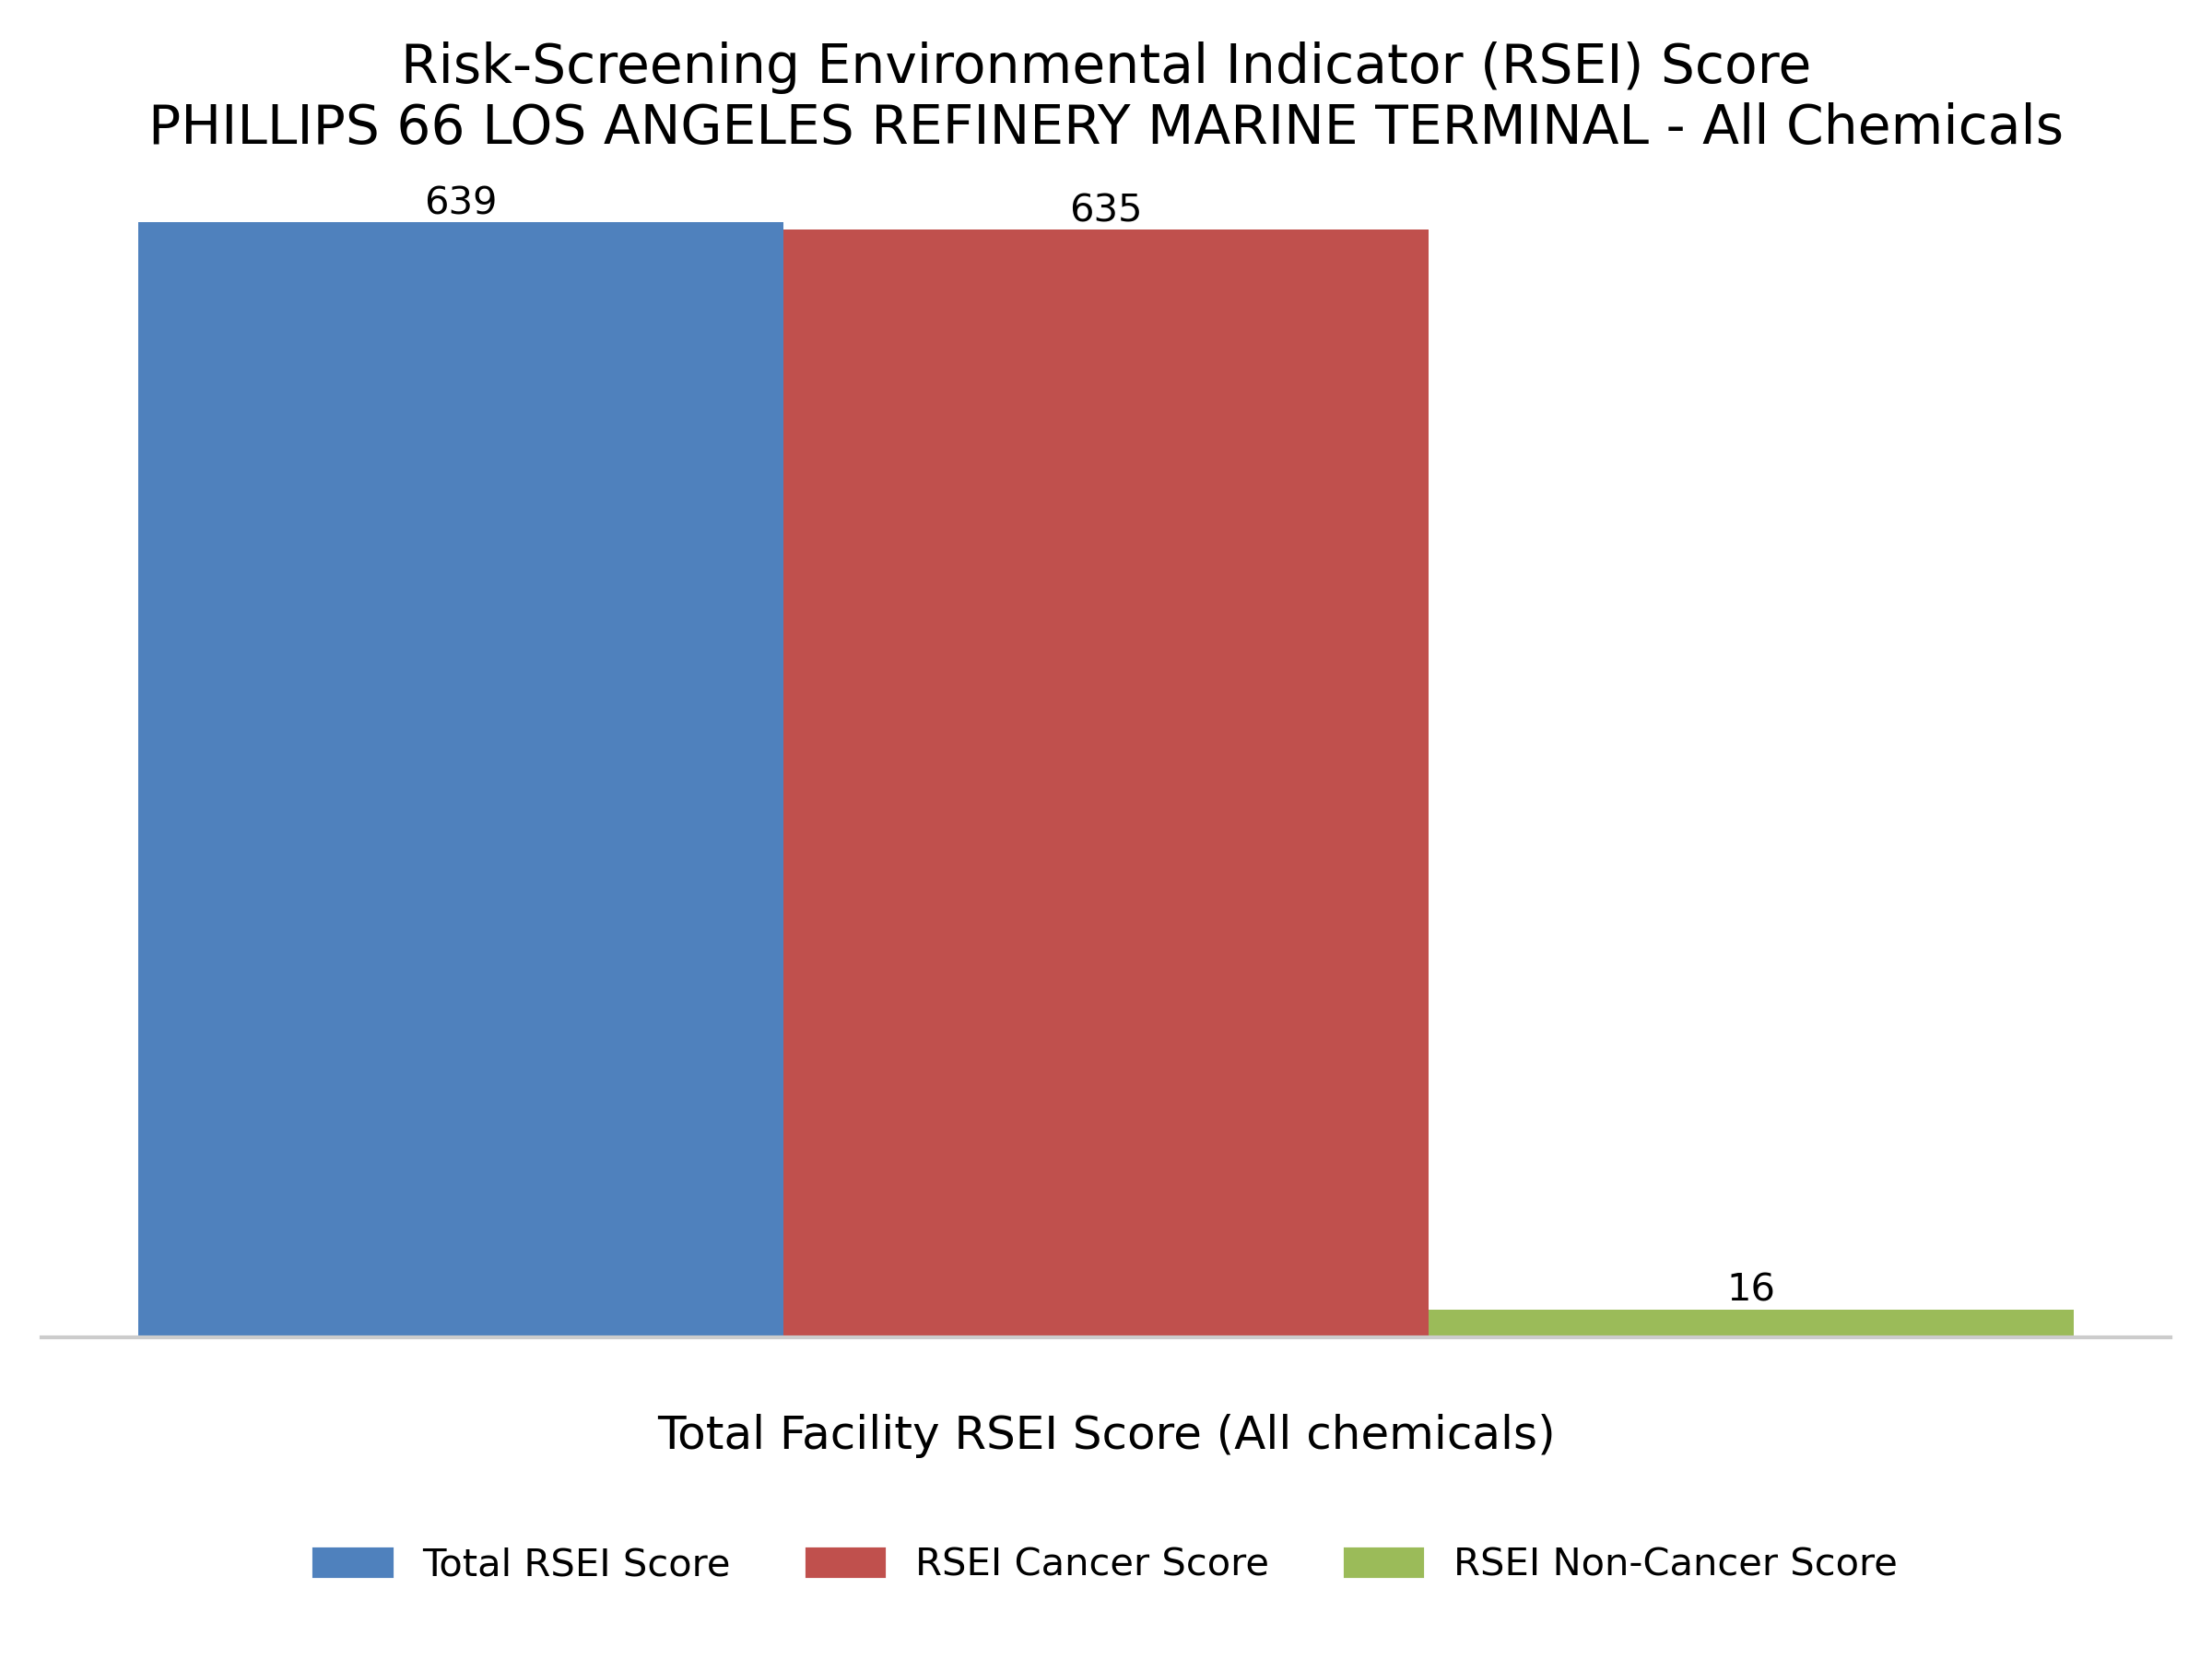 Risk-Screening Environmental Indicator (RSEI) Score
PHILLIPS 66 LOS ANGELES REFINERY MARINE TERMINAL - All Chemicals
639
635
16
Total Facility RSEI Score (All chemicals)
Total RSEI Score
RSEI Cancer Score
RSEI Non-Cancer Score